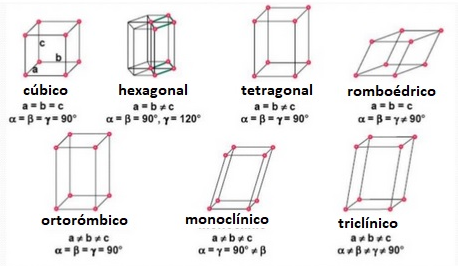 c
b
a
cúbico
a = b = c
α = β = γ = 90°
hexagonal
a = b ≠ c
α = β = 90°, γ = 120°
tetragonal
a = b ≠ c
α = β = γ = 90°
romboédrico
a = b = c
α = β = γ ≠ 90°
ortorómbico
a ≠ b ≠ c
α = β = γ = 90°
monoclínico
a ≠ b ≠ c
α = γ = 90° ≠ β
triclínico
a ≠ b ≠ c
α ≠ β ≠ γ ≠ 90°